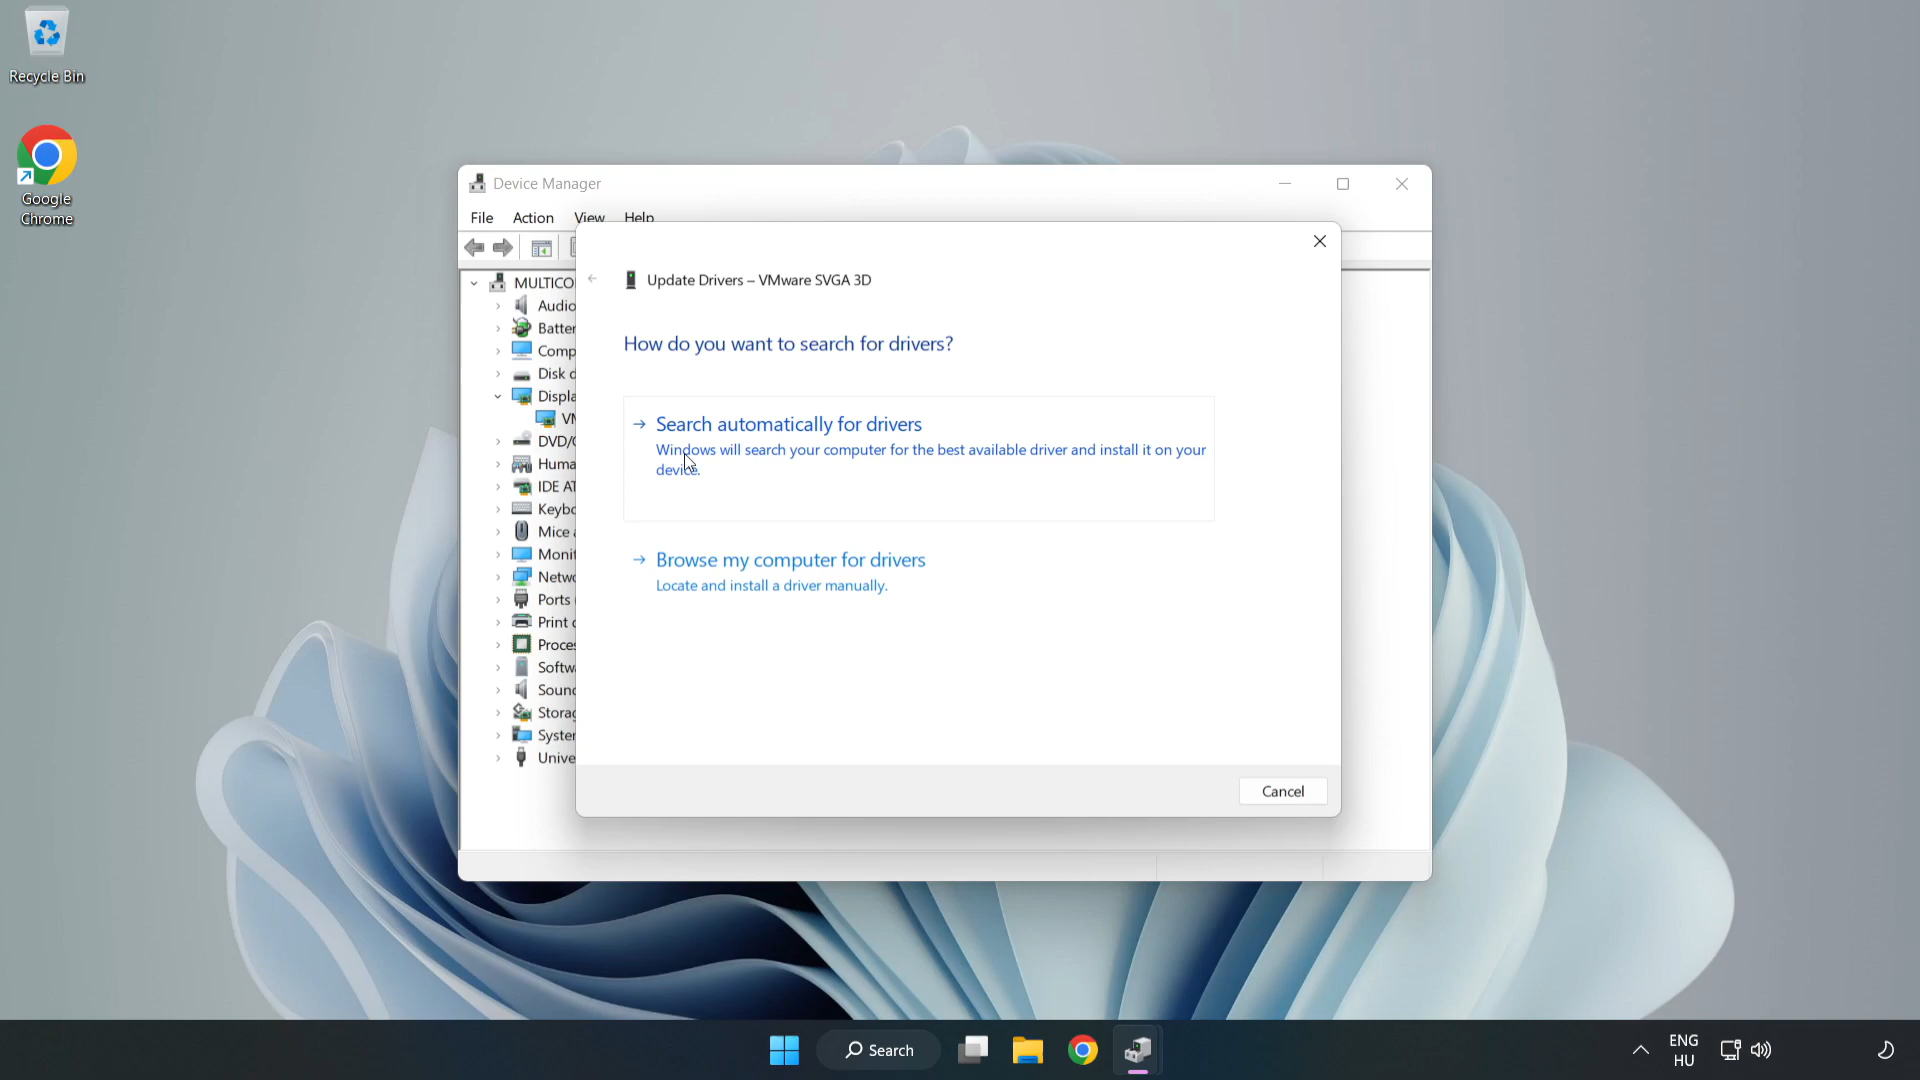 Recycle Bin
Google
Chrome
Device Manager
File Action View Help
Update Drivers – VMware SVGA 3D
How do you want to search for drivers?
Search automatically for drivers
Windows will search your computer for the best available driver and install it on your
device.
Browse my computer for drivers
Locate and install a driver manually.
Cancel
MULTICO
Audio
Batter
Comp
Disk d
Displa
VM
DVD/
Huma
IDE AT
Keybo
Mice a
Monit
Netwo
Ports
Print
Proces
Softwa
Sound
Storag
System
Unive
Search
ENG
HU